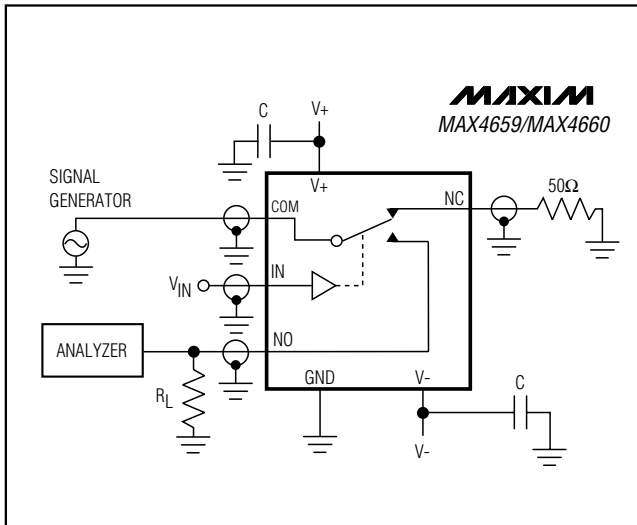 MAXIM
MAX4659/MAX4660
C
V+
V+
SIGNAL
GENERATOR
COM
NC
50Ω
VIN
IN
ANALYZER
NO
RL
GND
V-
C
V-